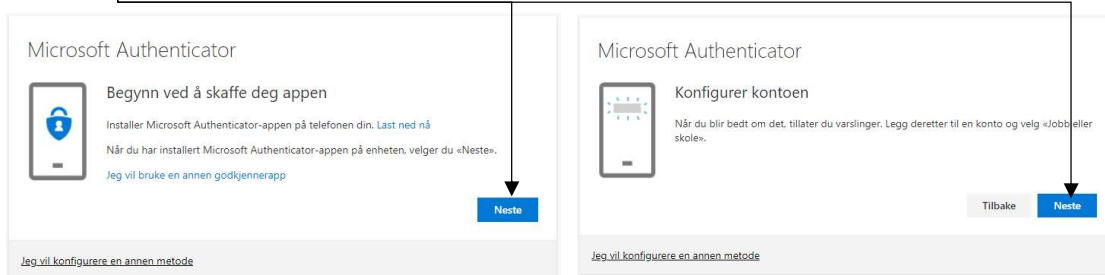 Microsoft Authenticator
Begynn ved å skaffe deg appen
Installer Microsoft Authenticator-appen på telefonen din. Last ned nå
Når du har installert Microsoft Authenticator-appen på enheten, velger du «Neste».
Jeg vil bruke en annen godkjennerapp
Neste
Jeg vil konfigurere en annen metode
Microsoft Authenticator
Konfigurer kontoen
Når du blir bedt om det, tillater du varslinger. Legg deretter til en konto og velg «Jobb eller
skole».
Tilbake
Neste
Jeg vil konfigurere en annen metode